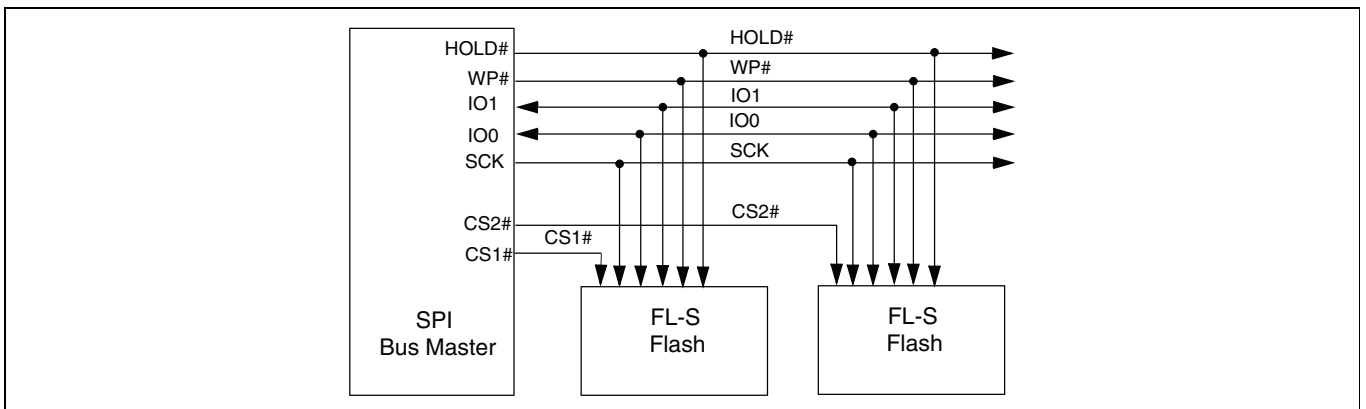 HOLD# HOLD#
WP# WP#
IO1 IO1
IO0 IO0
SCK SCK
CS2# CS2#
CS1# CS1#
SPI
Bus Master
FL-S
Flash
FL-S
Flash